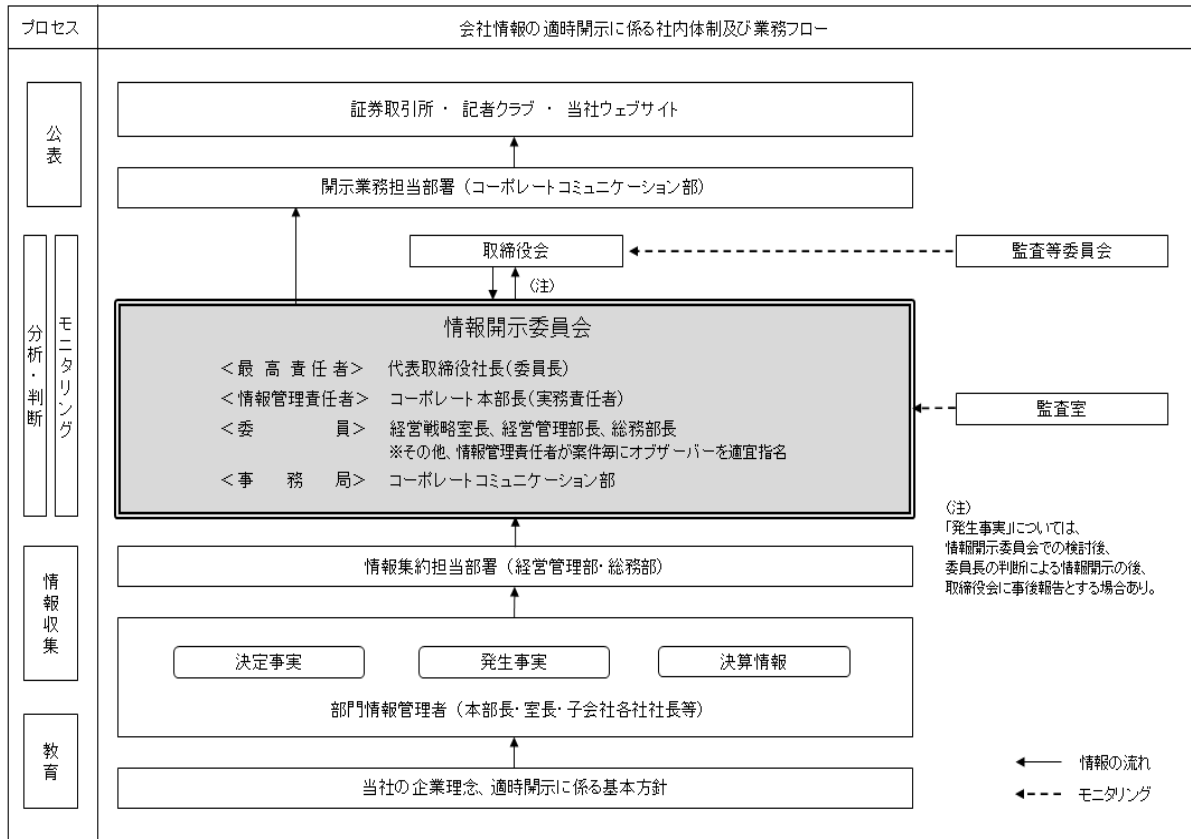 プロセス
会社情報の適時開示に係る社内体制及び業務フロー
公表
証券取引所 ・ 記者クラブ ・ 当社ウェブサイト
開示業務担当部署（コーポレートコミュニケーション部）
分析・判断
モニタリング
取締役会
監査等委員会
（注）
情報開示委員会
＜最高責任者＞ 代表取締役社長（委員長）
＜情報管理責任者＞ コーポレート本部長（実務責任者）
＜委員＞ 経営戦略室長、経営管理部長、総務部長
※その他、情報管理責任者が案件毎にオブザーバーを適宜指名
＜事務局＞ コーポレートコミュニケーション部
監査室
（注）
「発生事実」については、
情報開示委員会での検討後、
委員長の判断による情報開示の後、
取締役会に事後報告とする場合あり。
情報収集
情報集約担当部署（経営管理部・総務部）
決定事実
発生事実
決算情報
部門情報管理者（本部長・室長・子会社各社社長等）
教育
当社の企業理念、適時開示に係る基本方針
情報の流れ
モニタリング